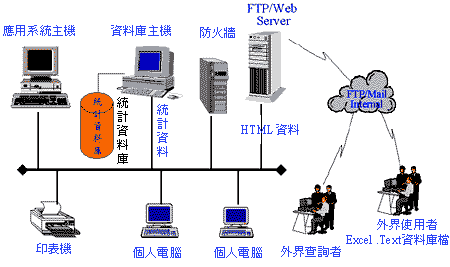 FTP/Web
Server
應用系統主機
資料庫主機
防火牆
統計資料庫
統計資料庫
統計資料
HTML 資料
FTP/Mail
Internal
印表機
個人電腦
個人電腦
外界查詢者
外界使用者
Excel .Text資料庫檔